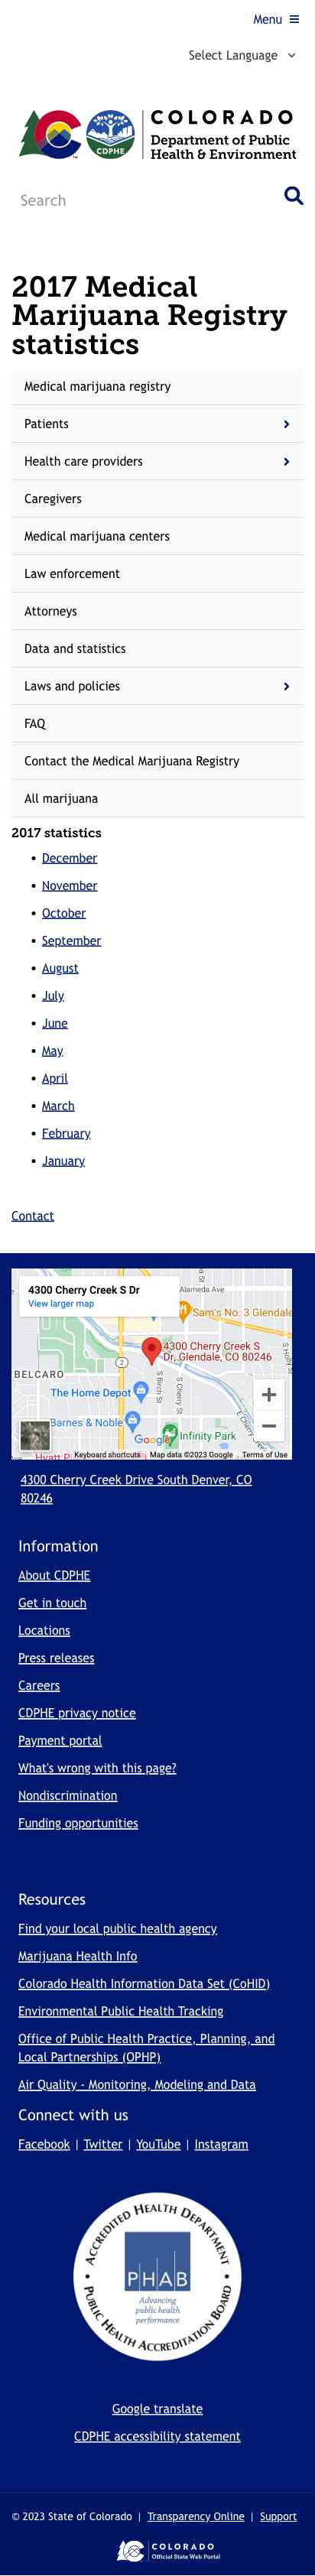 Menu
Select Language
COLORADO
Department of Public
Health & Environment
CDPHE
Search
2017 Medical
Marijuana Registry
statistics
Medical marijuana registry
Patients
Health care providers
Caregivers
Medical marijuana centers
Law enforcement
Attorneys
Data and statistics
Laws and policies
FAQ
Contact the Medical Marijuana Registry
All marijuana
2017 statistics
December
November
October
September
August
July
June
May
April
March
February
January
Contact
4300 Cherry Creek S Dr
View larger map
Alameda Ave
Sam's No. 3 Glendale
4300 Cherry Creek S
Dr, Glendale, CO 80246
2
BELCARO
S Birch St
S Cherry St
The Home Depot
Barnes & Noble
Google
Infinity Park
Keyboard shortcuts
Map data ©2023 Google
Terms of Use
4300 Cherry Creek Drive South Denver, CO
80246
Information
About CDPHE
Get in touch
Locations
Press releases
Careers
CDPHE privacy notice
Payment portal
What's wrong with this page?
Nondiscrimination
Funding opportunities
Resources
Find your local public health agency
Marijuana Health Info
Colorado Health Information Data Set (CoHID)
Environmental Public Health Tracking
Office of Public Health Practice, Planning, and
Local Partnerships (OPHP)
Air Quality - Monitoring, Modeling and Data
Connect with us
Facebook | Twitter | YouTube | Instagram
ACCREDITED HEALTH DEPARTMENT
PHAB
Advancing
public health
performance
PUBLIC HEALTH ACCREDITATION BOARD
Google translate
CDPHE accessibility statement
© 2023 State of Colorado | Transparency Online | Support
COLORADO
Official State Web Portal